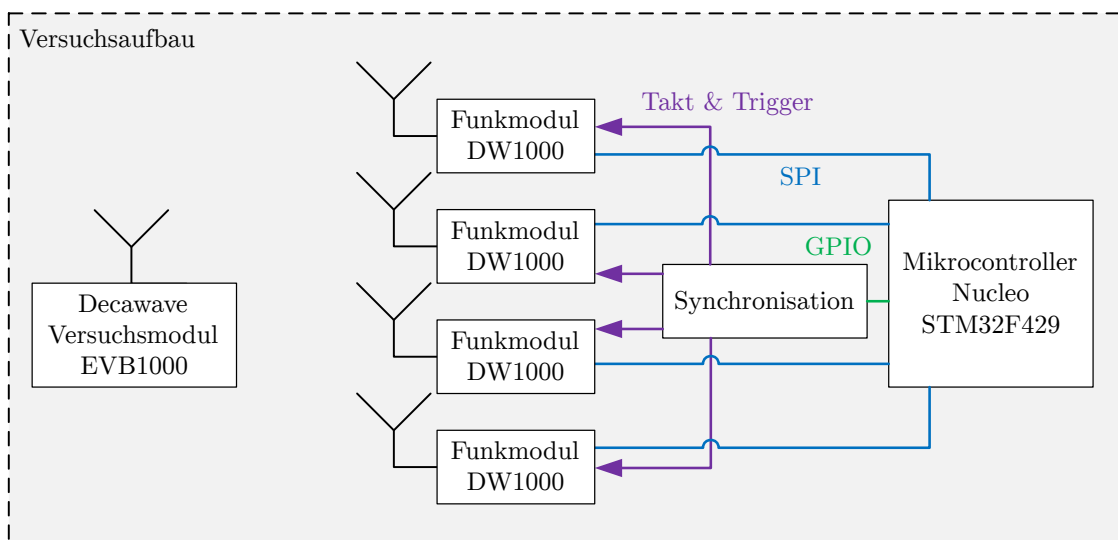 Versuchsaufbau
Takt & Trigger
Funkmodul
DW1000
SPI
Funkmodul
DW1000
GPIO
Mikrocontroller
Nucleo
STM32F429
Synchronisation
Decawave
Versuchsmodul
EVB1000
Funkmodul
DW1000
Funkmodul
DW1000